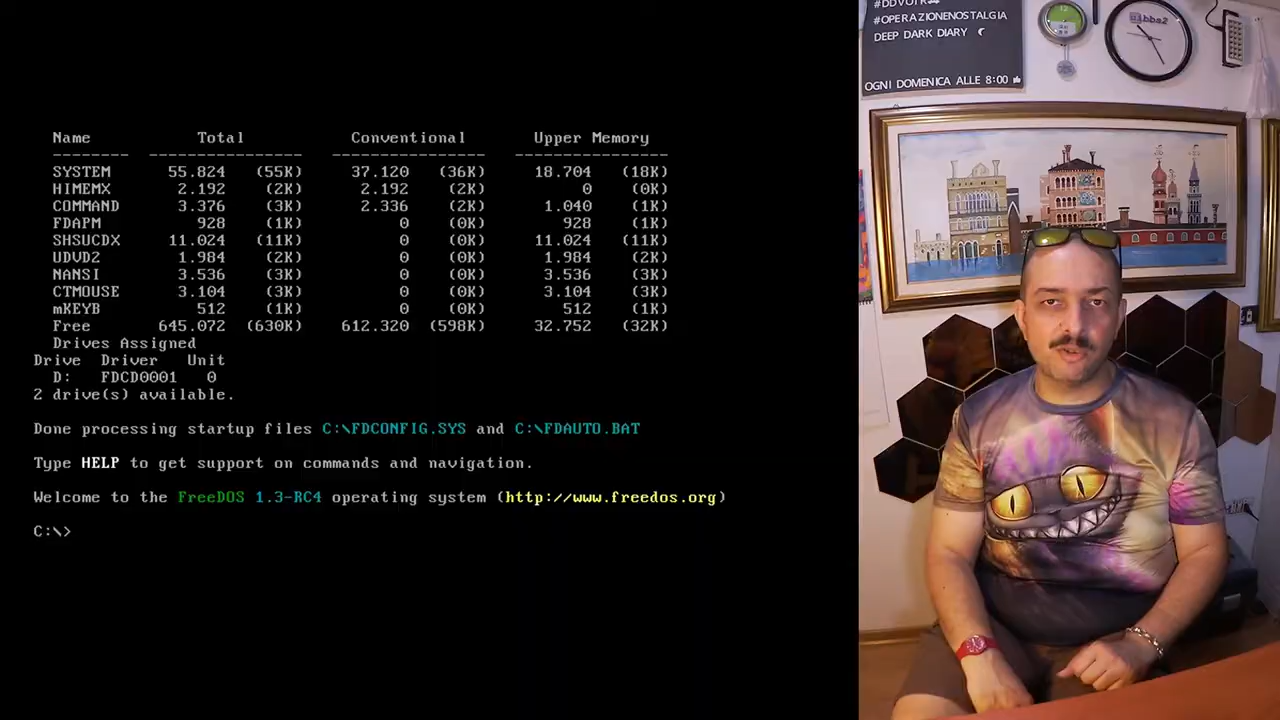 Name Total Conventional Upper Memory
-------- ---------------- ---------------- ----------------
SYSTEM 55.824 (55K) 37.120 (36K) 18.704 (18K)
HIMEMX 2.192 (2K) 2.192 (2K) 0 (0K)
COMMAND 3.376 (3K) 2.336 (2K) 1.040 (1K)
FDAPM 928 (1K) 0 (0K) 928 (1K)
SHSUCDX 11.024 (11K) 0 (0K) 11.024 (11K)
UDVD2 1.984 (2K) 0 (0K) 1.984 (2K)
NANSI 3.536 (3K) 0 (0K) 3.536 (3K)
CTMOUSE 3.104 (3K) 0 (0K) 3.104 (3K)
mKEYB 512 (1K) 0 (0K) 512 (1K)
Free 645.072 (630K) 612.320 (598K) 32.752 (32K)
Drives Assigned
Drive Driver Unit
D: FDCD0001 0
2 drive(s) available.
Done processing startup files C:\FDCONFIG.SYS and C:\FDAUTO.BAT
Type HELP to get support on commands and navigation.
Welcome to the FreeDOS 1.3-RC4 operating system (http://www.freedos.org)
C:\>
#OPERAZIONENOSTALGIA
DEEP DARK DIARY
OGNI DOMENICA ALLE 8:00